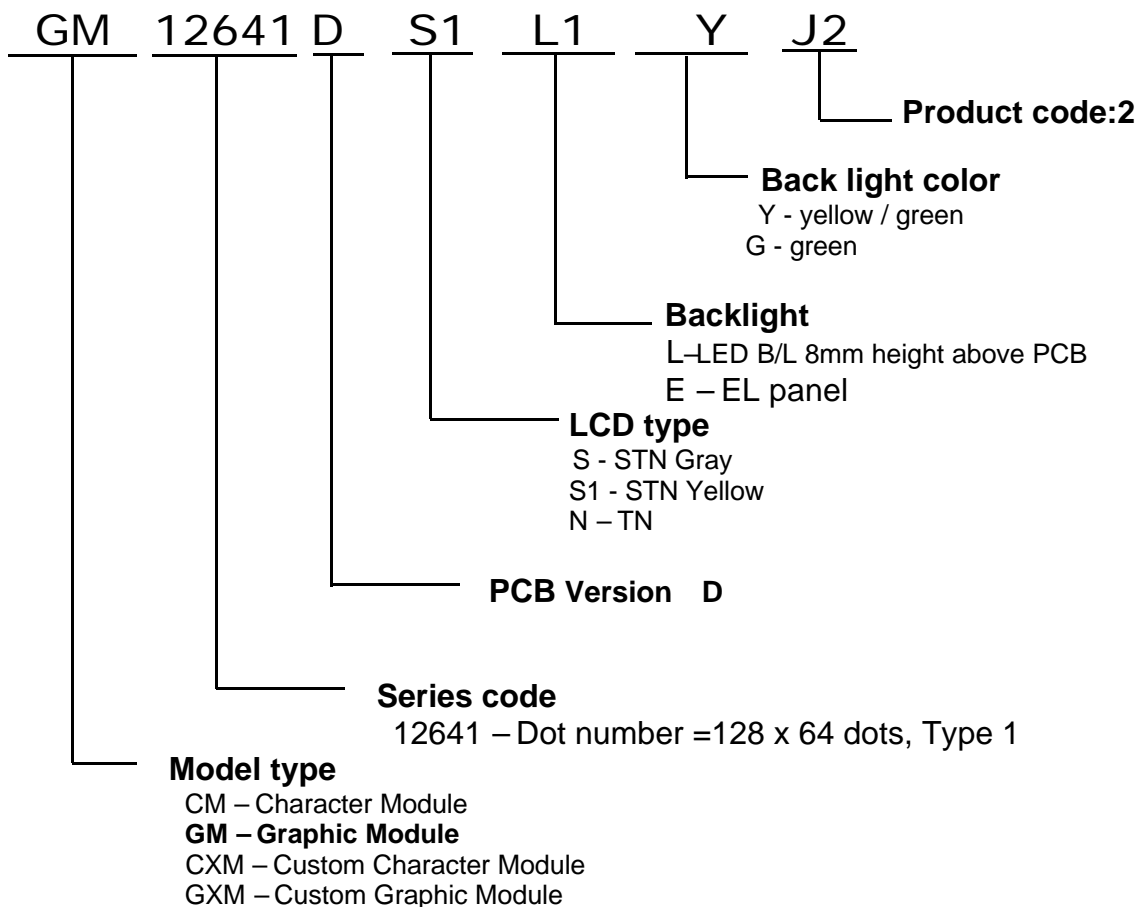 GM 12641 D S1 L1 Y J2
Product code:2
Back light color
Y - yellow / green
G - green
Backlight
L–LED B/L 8mm height above PCB
E – EL panel
LCD type
S - STN Gray
S1 - STN Yellow
N – TN
PCB Version D
Series code
12641 – Dot number =128 x 64 dots, Type 1
Model type
CM – Character Module
GM – Graphic Module
CXM – Custom Character Module
GXM – Custom Graphic Module